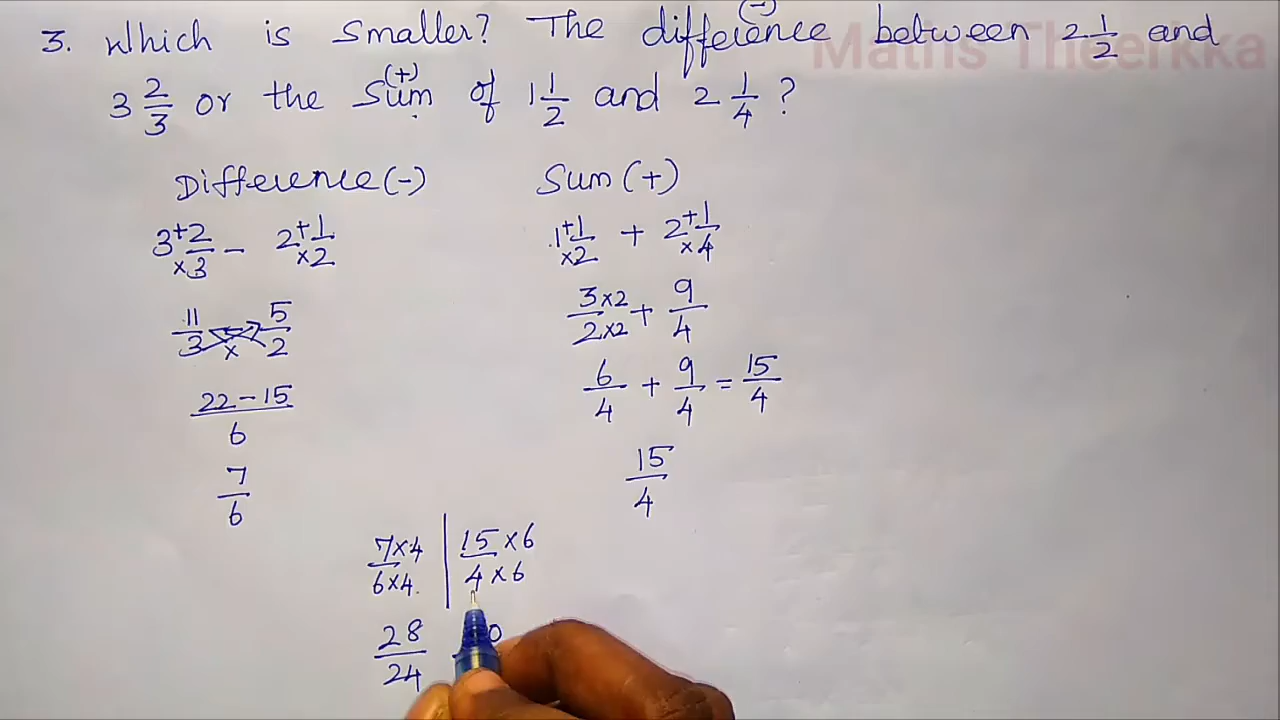 3. Which is Smaller? The difference (-) between 2 1/2 and
3 2/3 or the Sum (+) of 1 1/2 and 2 1/4 ?
Maths Theerkka
Difference (-)
Sum (+)
3 + 2 / x 3 - 2 + 1 / x 2
1 + 1 / x 2 + 2 + 1 / x 4
11/3 x 5/2
3 x 2 / 2 x 2 + 9/4
22 - 15 / 6
6/4 + 9/4 = 15/4
7/6
15/4
7 x 4 / 6 x 4 | 15 x 6 / 4 x 6
28/24